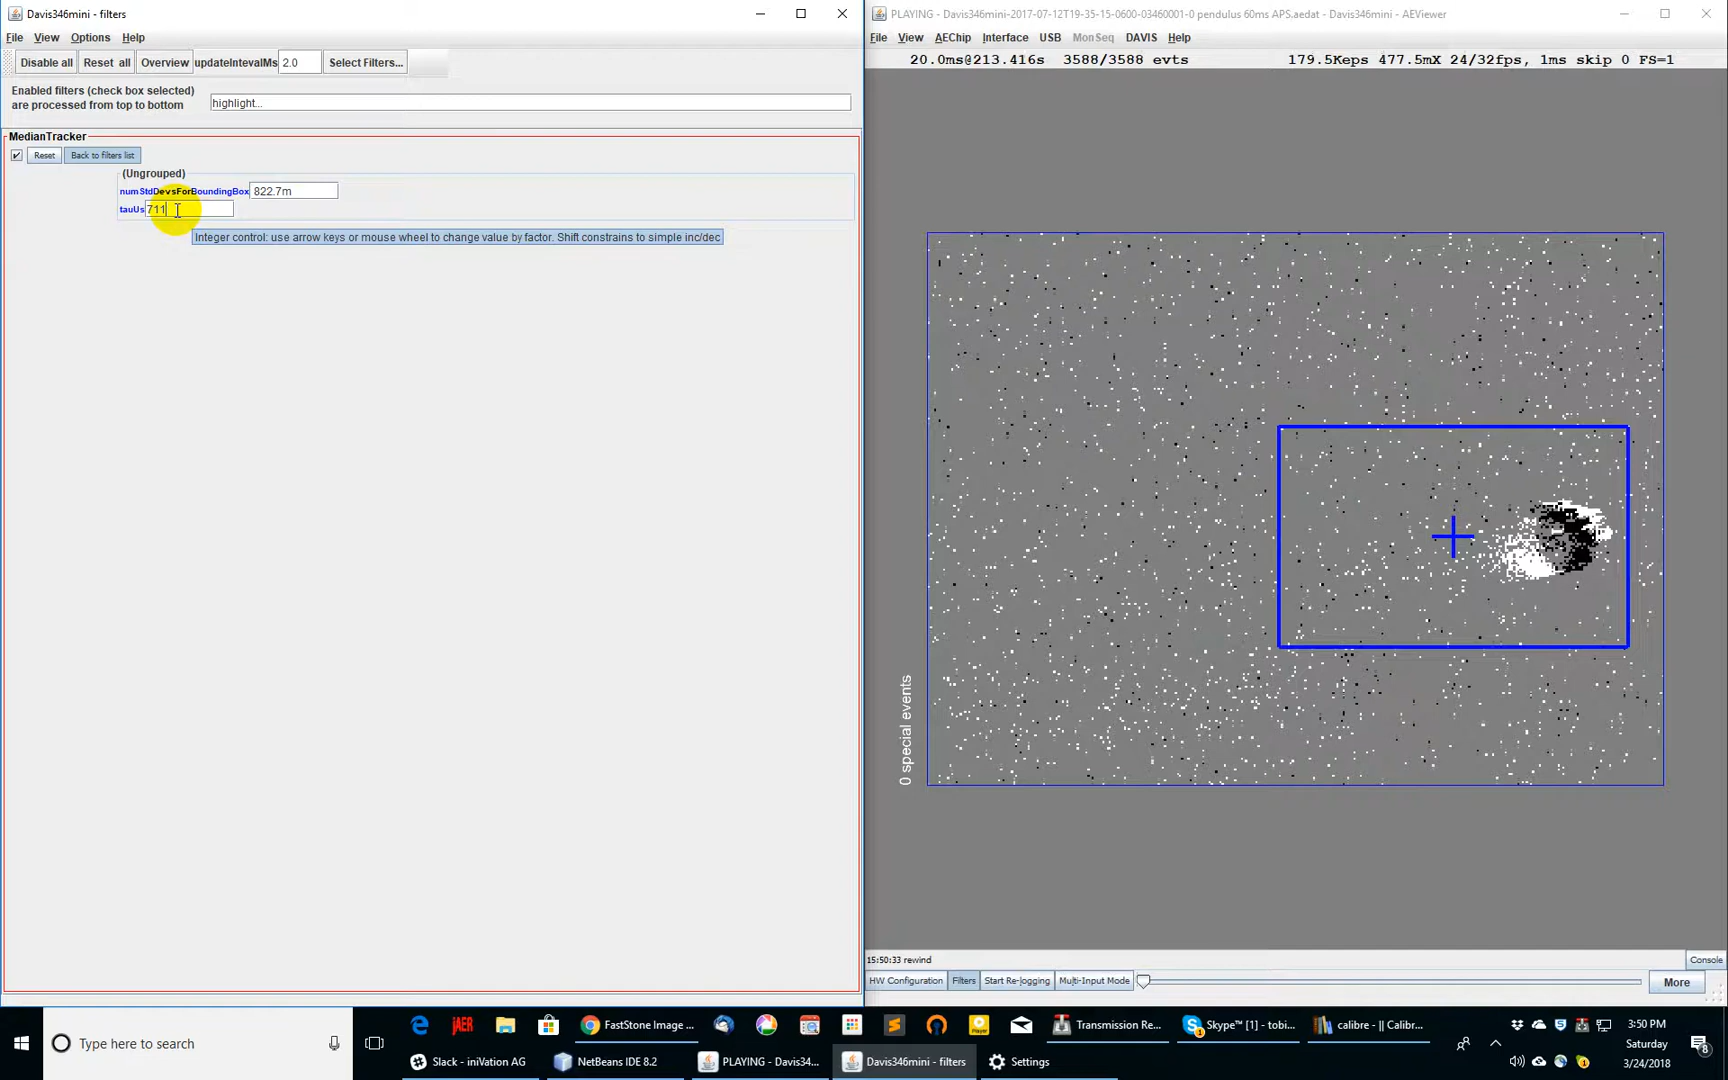 Davis346mini - filters
File View Options Help
Disable all Reset all Overview updateIntevalMs 2.0 Select Filters...
Enabled filters (check box selected)
are processed from top to bottom
highlight...
MedianTracker
Reset Back to filters list
(Ungrouped)
numStdDevsForBoundingBox 822.7m
tauUs 711
Integer control: use arrow keys or mouse wheel to change value by factor. Shift constrains to simple inc/dec
PLAYING - Davis346mini-2017-07-12T19-35-15-0600-03460001-0 pendulus 60ms APS.aedat - Davis346mini - AEViewer
File View AEChip Interface USB MonSeq DAVIS Help
20.0ms@213.416s 3588/3588 evts 179.5Keps 477.5mX 24/32fps, 1ms skip 0 FS=1
0 special events
15:50:33 rewind
Console
HW Configuration Filters Start Re-logging Multi-Input Mode More
jAER FastStone Image ... Player Transmission Re... Skype™ [1] - tobi... calibre - || Calibr...
3:50 PM
Type here to search
Saturday
Slack - iniVation AG NetBeans IDE 8.2 PLAYING - Davis34... Davis346mini - filters Settings
3/24/2018
8